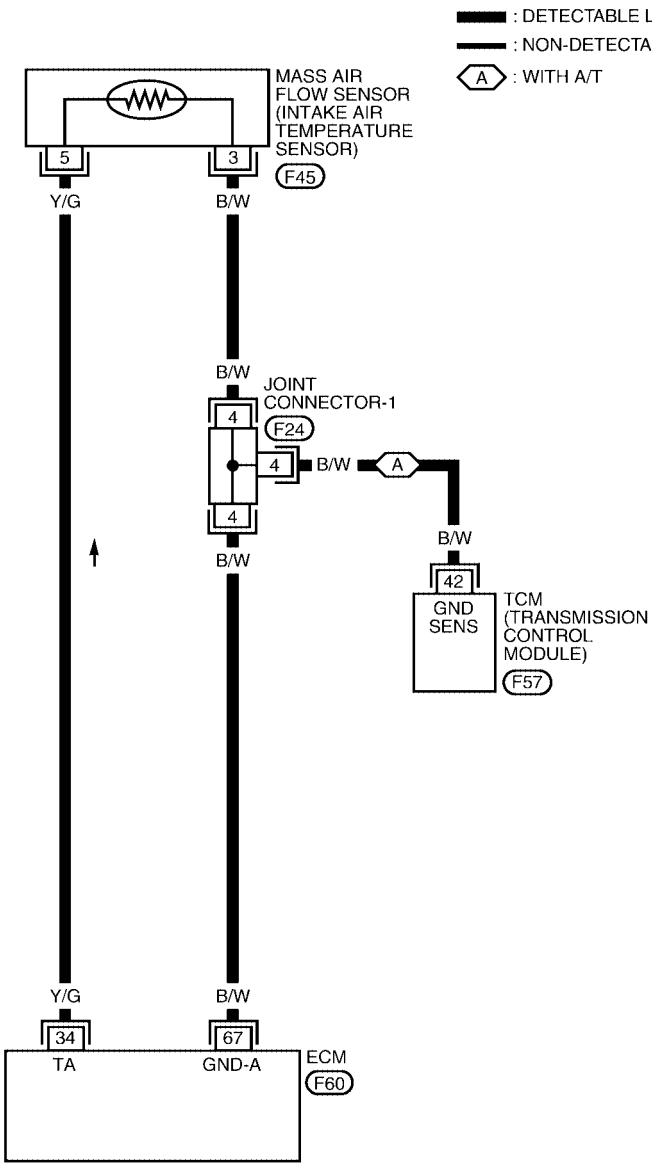 : DETECTABLE L
: NON-DETECTA
A : WITH A/T
MASS AIR
FLOW SENSOR
(INTAKE AIR
TEMPERATURE
SENSOR)
F45
5
3
Y/G
B/W
B/W
JOINT
CONNECTOR-1
F24
4
4
B/W
A
4
B/W
B/W
42
GND
SENS
TCM
(TRANSMISSION
CONTROL
MODULE)
F57
Y/G
B/W
34
67
TA
GND-A
ECM
F60